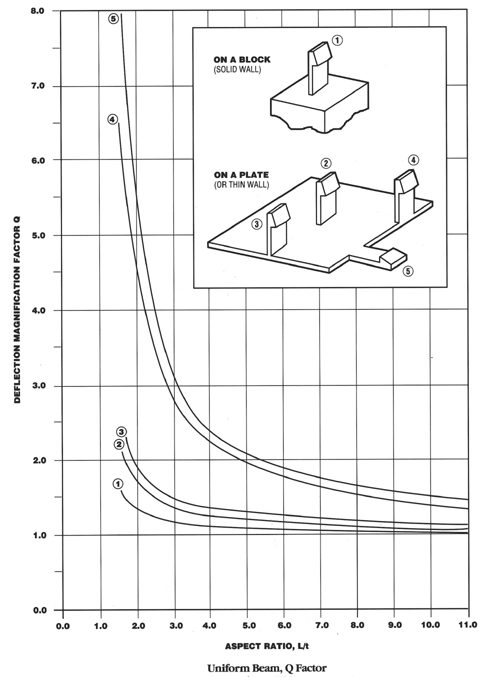 8.0
7.0
6.0
5.0
4.0
3.0
2.0
1.0
0.0
DEFLECTION MAGNIFICATION FACTOR Q
⑤
④
③
②
①
ON A BLOCK
(SOLID WALL)
①
ON A PLATE
(OR THIN WALL)
②
④
③
⑤
0.0 1.0 2.0 3.0 4.0 5.0 6.0 7.0 8.0 9.0 10.0 11.0
ASPECT RATIO, L/t
Uniform Beam, Q Factor